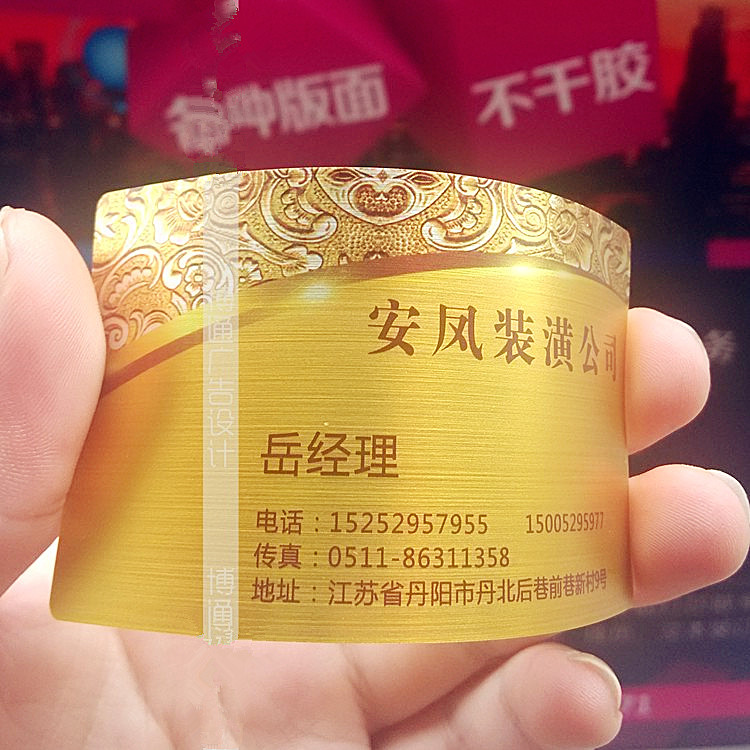 各种版面
不干胶
安凤装潢公司
岳经理
电话：15252957955 15005295977
传真：0511-86311358
地址：江苏省丹阳市丹北后巷前巷新村9号
通广告设计
博通
务